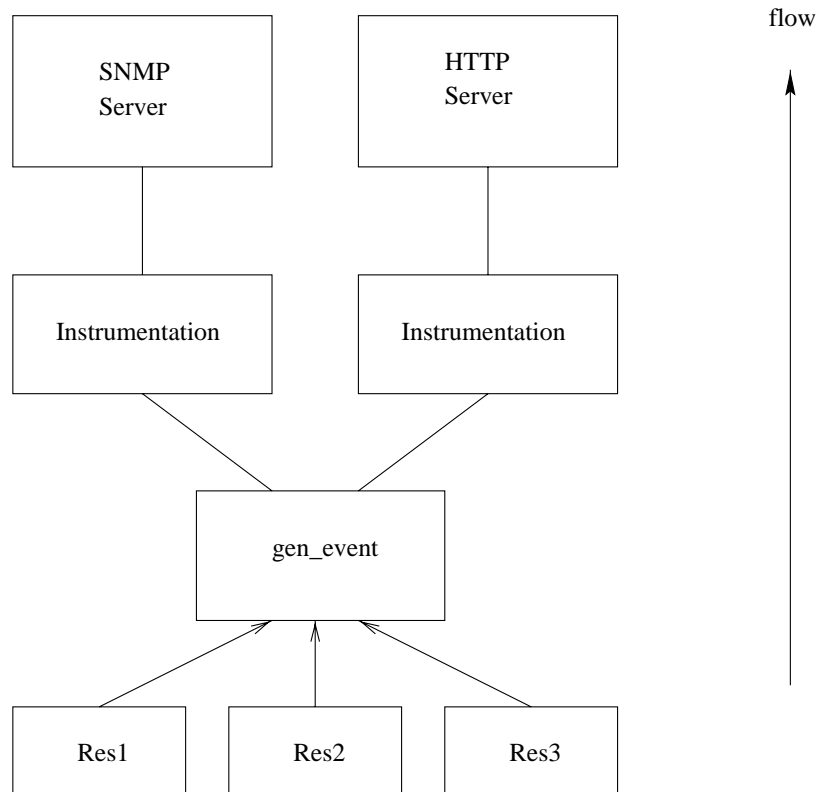 flow
SNMP
Server
HTTP
Server
Instrumentation
Instrumentation
gen_event
Res1
Res2
Res3